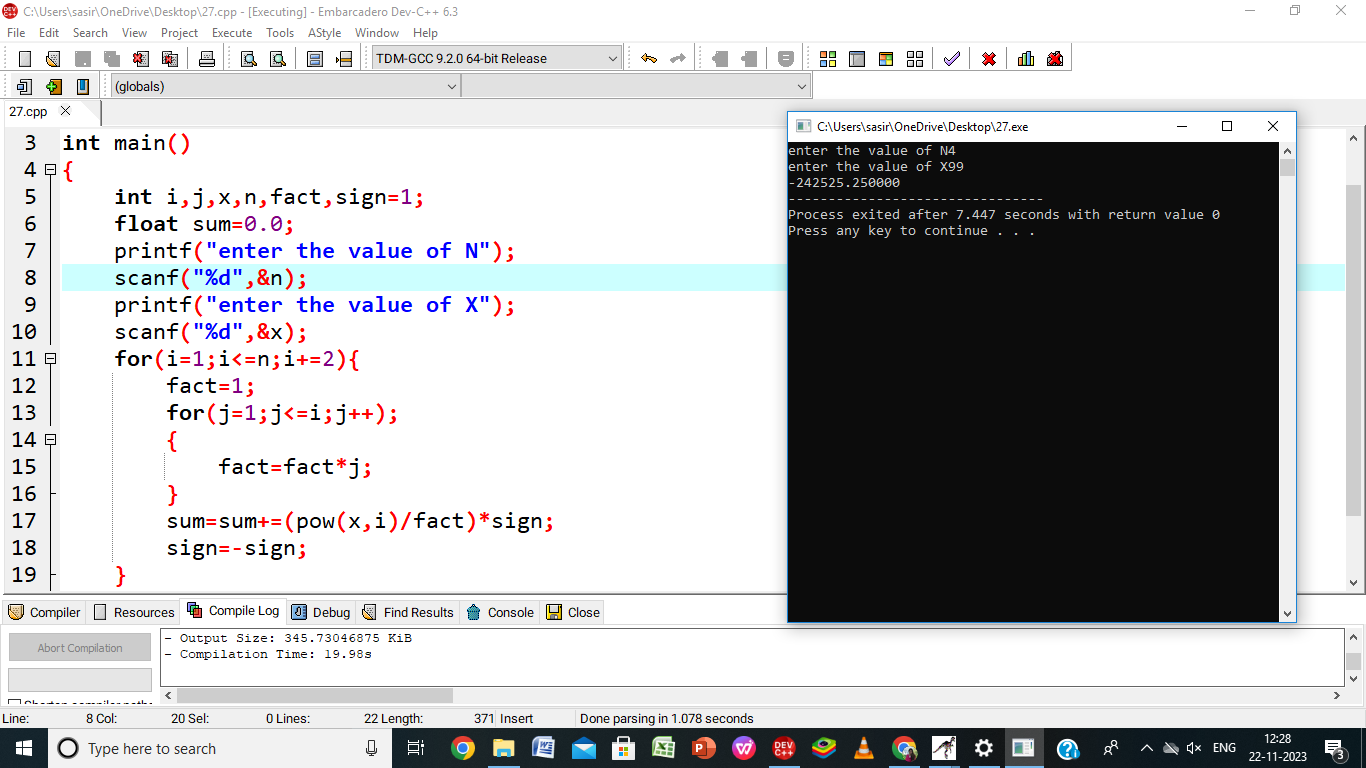 C:\Users\sasir\OneDrive\Desktop\27.cpp - [Executing] - Embarcadero Dev-C++ 6.3
File Edit Search View Project Execute Tools AStyle Window Help
TDM-GCC 9.2.0 64-bit Release
(globals)
27.cpp
3 int main()
4 {
5 int i,j,x,n,fact,sign=1;
6 float sum=0.0;
7 printf("enter the value of N");
8 scanf("%d",&n);
9 printf("enter the value of X");
10 scanf("%d",&x);
11 for(i=1;i<=n;i+=2){
12 fact=1;
13 for(j=1;j<=i;j++);
14 {
15 fact=fact*j;
16 }
17 sum=sum+=(pow(x,i)/fact)*sign;
18 sign=-sign;
19 }
C:\Users\sasir\OneDrive\Desktop\27.exe
enter the value of N4
enter the value of X99
-242525.250000
--------------------------------
Process exited after 7.447 seconds with return value 0
Press any key to continue . . .
Compiler Resources Compile Log Debug Find Results Console Close
Abort Compilation
- Output Size: 345.73046875 KiB
- Compilation Time: 19.98s
Line: 8 Col: 20 Sel: 0 Lines: 22 Length: 371 Insert Done parsing in 1.078 seconds
Type here to search
ENG
12:28
22-11-2023
3